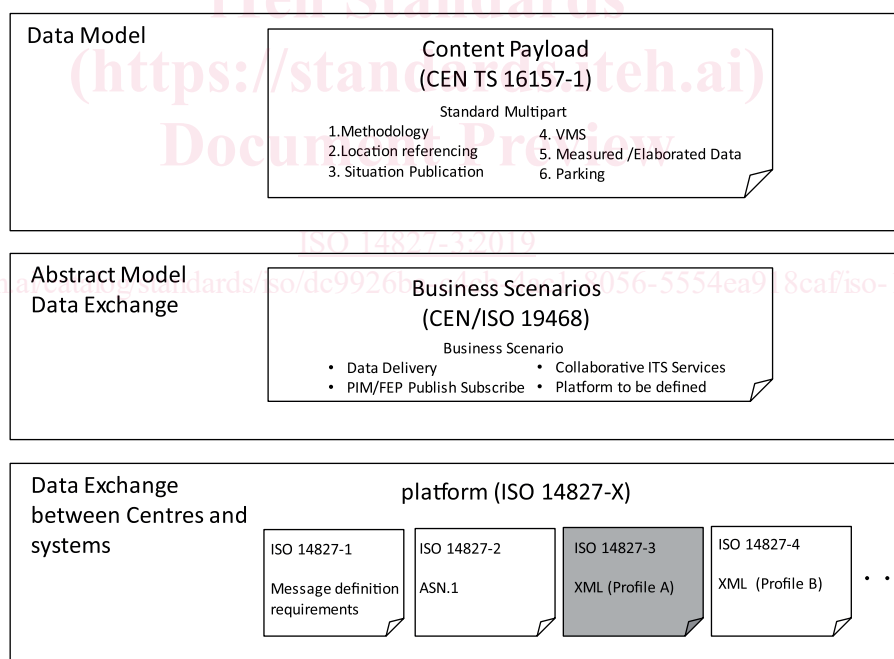 iTeh Standards
(https://standards.iteh.ai)
Document Preview
Data Model
Content Payload
(CEN TS 16157-1)
Standard Multipart
1.Methodology
2.Location referencing
3. Situation Publication
4. VMS
5. Measured /Elaborated Data
6. Parking
ISO 14827-3:2019
Abstract Model
Data Exchange
Business Scenarios
(CEN/ISO 19468)
Business Scenario
• Data Delivery
• PIM/FEP Publish Subscribe
• Collaborative ITS Services
• Platform to be defined
Data Exchange
between Centres and
systems
platform (ISO 14827-X)
ISO 14827-1
Message definition
requirements
ISO 14827-2
ASN.1
ISO 14827-3
XML (Profile A)
ISO 14827-4
XML (Profile B)
. .